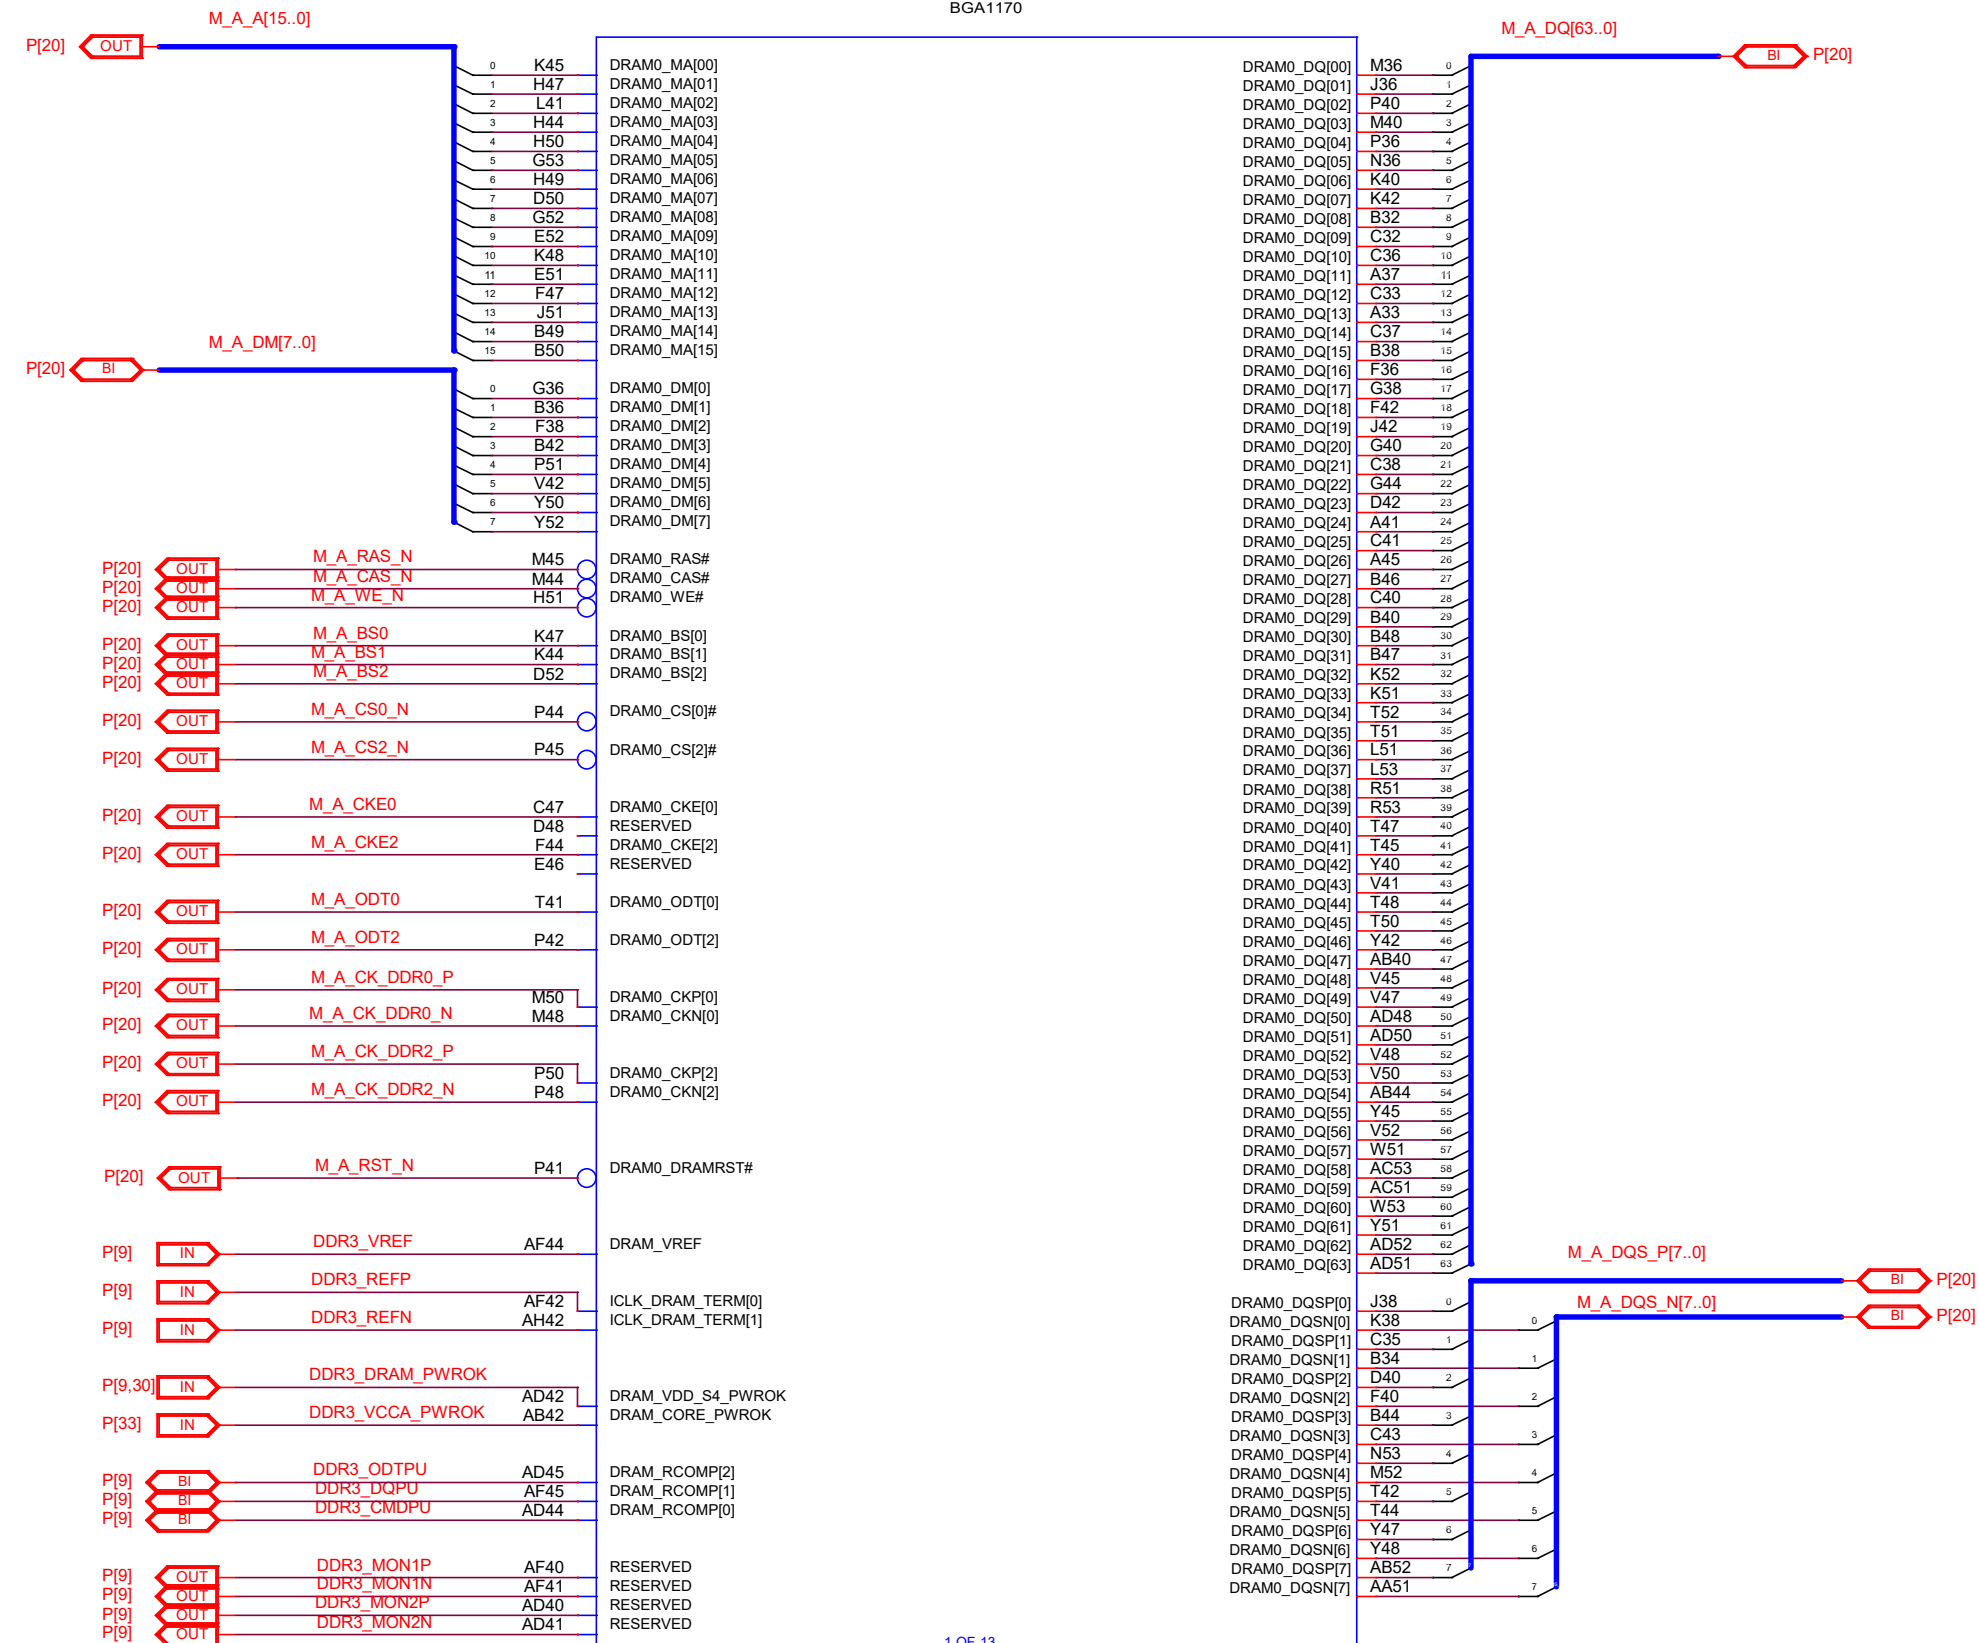 BGA1170
M_A_A[15..0]
P[20] OUT
0 K45 DRAM0_MA[00]
1 H47 DRAM0_MA[01]
2 L41 DRAM0_MA[02]
3 H44 DRAM0_MA[03]
4 H50 DRAM0_MA[04]
5 G53 DRAM0_MA[05]
6 H49 DRAM0_MA[06]
7 D50 DRAM0_MA[07]
8 G52 DRAM0_MA[08]
9 E52 DRAM0_MA[09]
10 K48 DRAM0_MA[10]
11 E51 DRAM0_MA[11]
12 F47 DRAM0_MA[12]
13 J51 DRAM0_MA[13]
14 B49 DRAM0_MA[14]
15 B50 DRAM0_MA[15]
M_A_DM[7..0]
P[20] BI
0 G36 DRAM0_DM[0]
1 B36 DRAM0_DM[1]
2 F38 DRAM0_DM[2]
3 B42 DRAM0_DM[3]
4 P51 DRAM0_DM[4]
5 V42 DRAM0_DM[5]
6 Y50 DRAM0_DM[6]
7 Y52 DRAM0_DM[7]
P[20] OUT M_A_RAS_N M45 DRAM0_RAS#
P[20] OUT M_A_CAS_N M44 DRAM0_CAS#
P[20] OUT M_A_WE_N H51 DRAM0_WE#
P[20] OUT M_A_BS0 K47 DRAM0_BS[0]
P[20] OUT M_A_BS1 K44 DRAM0_BS[1]
P[20] OUT M_A_BS2 D52 DRAM0_BS[2]
P[20] OUT M_A_CS0_N P44 DRAM0_CS[0]#
P[20] OUT M_A_CS2_N P45 DRAM0_CS[2]#
P[20] OUT M_A_CKE0 C47 DRAM0_CKE[0]
D48 RESERVED
P[20] OUT M_A_CKE2 F44 DRAM0_CKE[2]
E46 RESERVED
P[20] OUT M_A_ODT0 T41 DRAM0_ODT[0]
P[20] OUT M_A_ODT2 P42 DRAM0_ODT[2]
P[20] OUT M_A_CK_DDR0_P M50 DRAM0_CKP[0]
P[20] OUT M_A_CK_DDR0_N M48 DRAM0_CKN[0]
P[20] OUT M_A_CK_DDR2_P P50 DRAM0_CKP[2]
P[20] OUT M_A_CK_DDR2_N P48 DRAM0_CKN[2]
P[20] OUT M_A_RST_N P41 DRAM0_DRAMRST#
P[9] IN DDR3_VREF AF44 DRAM_VREF
P[9] IN DDR3_REFP AF42 ICLK_DRAM_TERM[0]
P[9] IN DDR3_REFN AH42 ICLK_DRAM_TERM[1]
P[9,30] IN DDR3_DRAM_PWROK AD42 DRAM_VDD_S4_PWROK
P[33] IN DDR3_VCCA_PWROK AB42 DRAM_CORE_PWROK
P[9] BI DDR3_ODTPU AD45 DRAM_RCOMP[2]
P[9] BI DDR3_DQPU AF45 DRAM_RCOMP[1]
P[9] BI DDR3_CMDPU AD44 DRAM_RCOMP[0]
P[9] OUT DDR3_MON1P AF40 RESERVED
P[9] OUT DDR3_MON1N AF41 RESERVED
P[9] OUT DDR3_MON2P AD40 RESERVED
P[9] OUT DDR3_MON2N AD41 RESERVED
M_A_DQ[63..0]
BI P[20]
DRAM0_DQ[00] M36 0
DRAM0_DQ[01] J36 1
DRAM0_DQ[02] P40 2
DRAM0_DQ[03] M40 3
DRAM0_DQ[04] P36 4
DRAM0_DQ[05] N36 5
DRAM0_DQ[06] K40 6
DRAM0_DQ[07] K42 7
DRAM0_DQ[08] B32 8
DRAM0_DQ[09] C32 9
DRAM0_DQ[10] C36 10
DRAM0_DQ[11] A37 11
DRAM0_DQ[12] C33 12
DRAM0_DQ[13] A33 13
DRAM0_DQ[14] C37 14
DRAM0_DQ[15] B38 15
DRAM0_DQ[16] F36 16
DRAM0_DQ[17] G38 17
DRAM0_DQ[18] F42 18
DRAM0_DQ[19] J42 19
DRAM0_DQ[20] G40 20
DRAM0_DQ[21] C38 21
DRAM0_DQ[22] G44 22
DRAM0_DQ[23] D42 23
DRAM0_DQ[24] A41 24
DRAM0_DQ[25] C41 25
DRAM0_DQ[26] A45 26
DRAM0_DQ[27] B46 27
DRAM0_DQ[28] C40 28
DRAM0_DQ[29] B40 29
DRAM0_DQ[30] B48 30
DRAM0_DQ[31] B47 31
DRAM0_DQ[32] K52 32
DRAM0_DQ[33] K51 33
DRAM0_DQ[34] T52 34
DRAM0_DQ[35] T51 35
DRAM0_DQ[36] L51 36
DRAM0_DQ[37] L53 37
DRAM0_DQ[38] R51 38
DRAM0_DQ[39] R53 39
DRAM0_DQ[40] T47 40
DRAM0_DQ[41] T45 41
DRAM0_DQ[42] Y40 42
DRAM0_DQ[43] V41 43
DRAM0_DQ[44] T48 44
DRAM0_DQ[45] T50 45
DRAM0_DQ[46] Y42 46
DRAM0_DQ[47] AB40 47
DRAM0_DQ[48] V45 48
DRAM0_DQ[49] V47 49
DRAM0_DQ[50] AD48 50
DRAM0_DQ[51] AD50 51
DRAM0_DQ[52] V48 52
DRAM0_DQ[53] V50 53
DRAM0_DQ[54] AB44 54
DRAM0_DQ[55] Y45 55
DRAM0_DQ[56] V52 56
DRAM0_DQ[57] W51 57
DRAM0_DQ[58] AC53 58
DRAM0_DQ[59] AC51 59
DRAM0_DQ[60] W53 60
DRAM0_DQ[61] Y51 61
DRAM0_DQ[62] AD52 62
DRAM0_DQ[63] AD51 63
M_A_DQS_P[7..0]
BI P[20]
M_A_DQS_N[7..0]
BI P[20]
DRAM0_DQSP[0] J38 0
DRAM0_DQSN[0] K38 0
DRAM0_DQSP[1] C35 1
DRAM0_DQSN[1] B34 1
DRAM0_DQSP[2] D40 2
DRAM0_DQSN[2] F40 2
DRAM0_DQSP[3] B44 3
DRAM0_DQSN[3] C43 3
DRAM0_DQSP[4] N53 4
DRAM0_DQSN[4] M52 4
DRAM0_DQSP[5] T42 5
DRAM0_DQSN[5] T44 5
DRAM0_DQSP[6] Y47 6
DRAM0_DQSN[6] Y48 6
DRAM0_DQSP[7] AB52 7
DRAM0_DQSN[7] AA51 7
1 OF 13